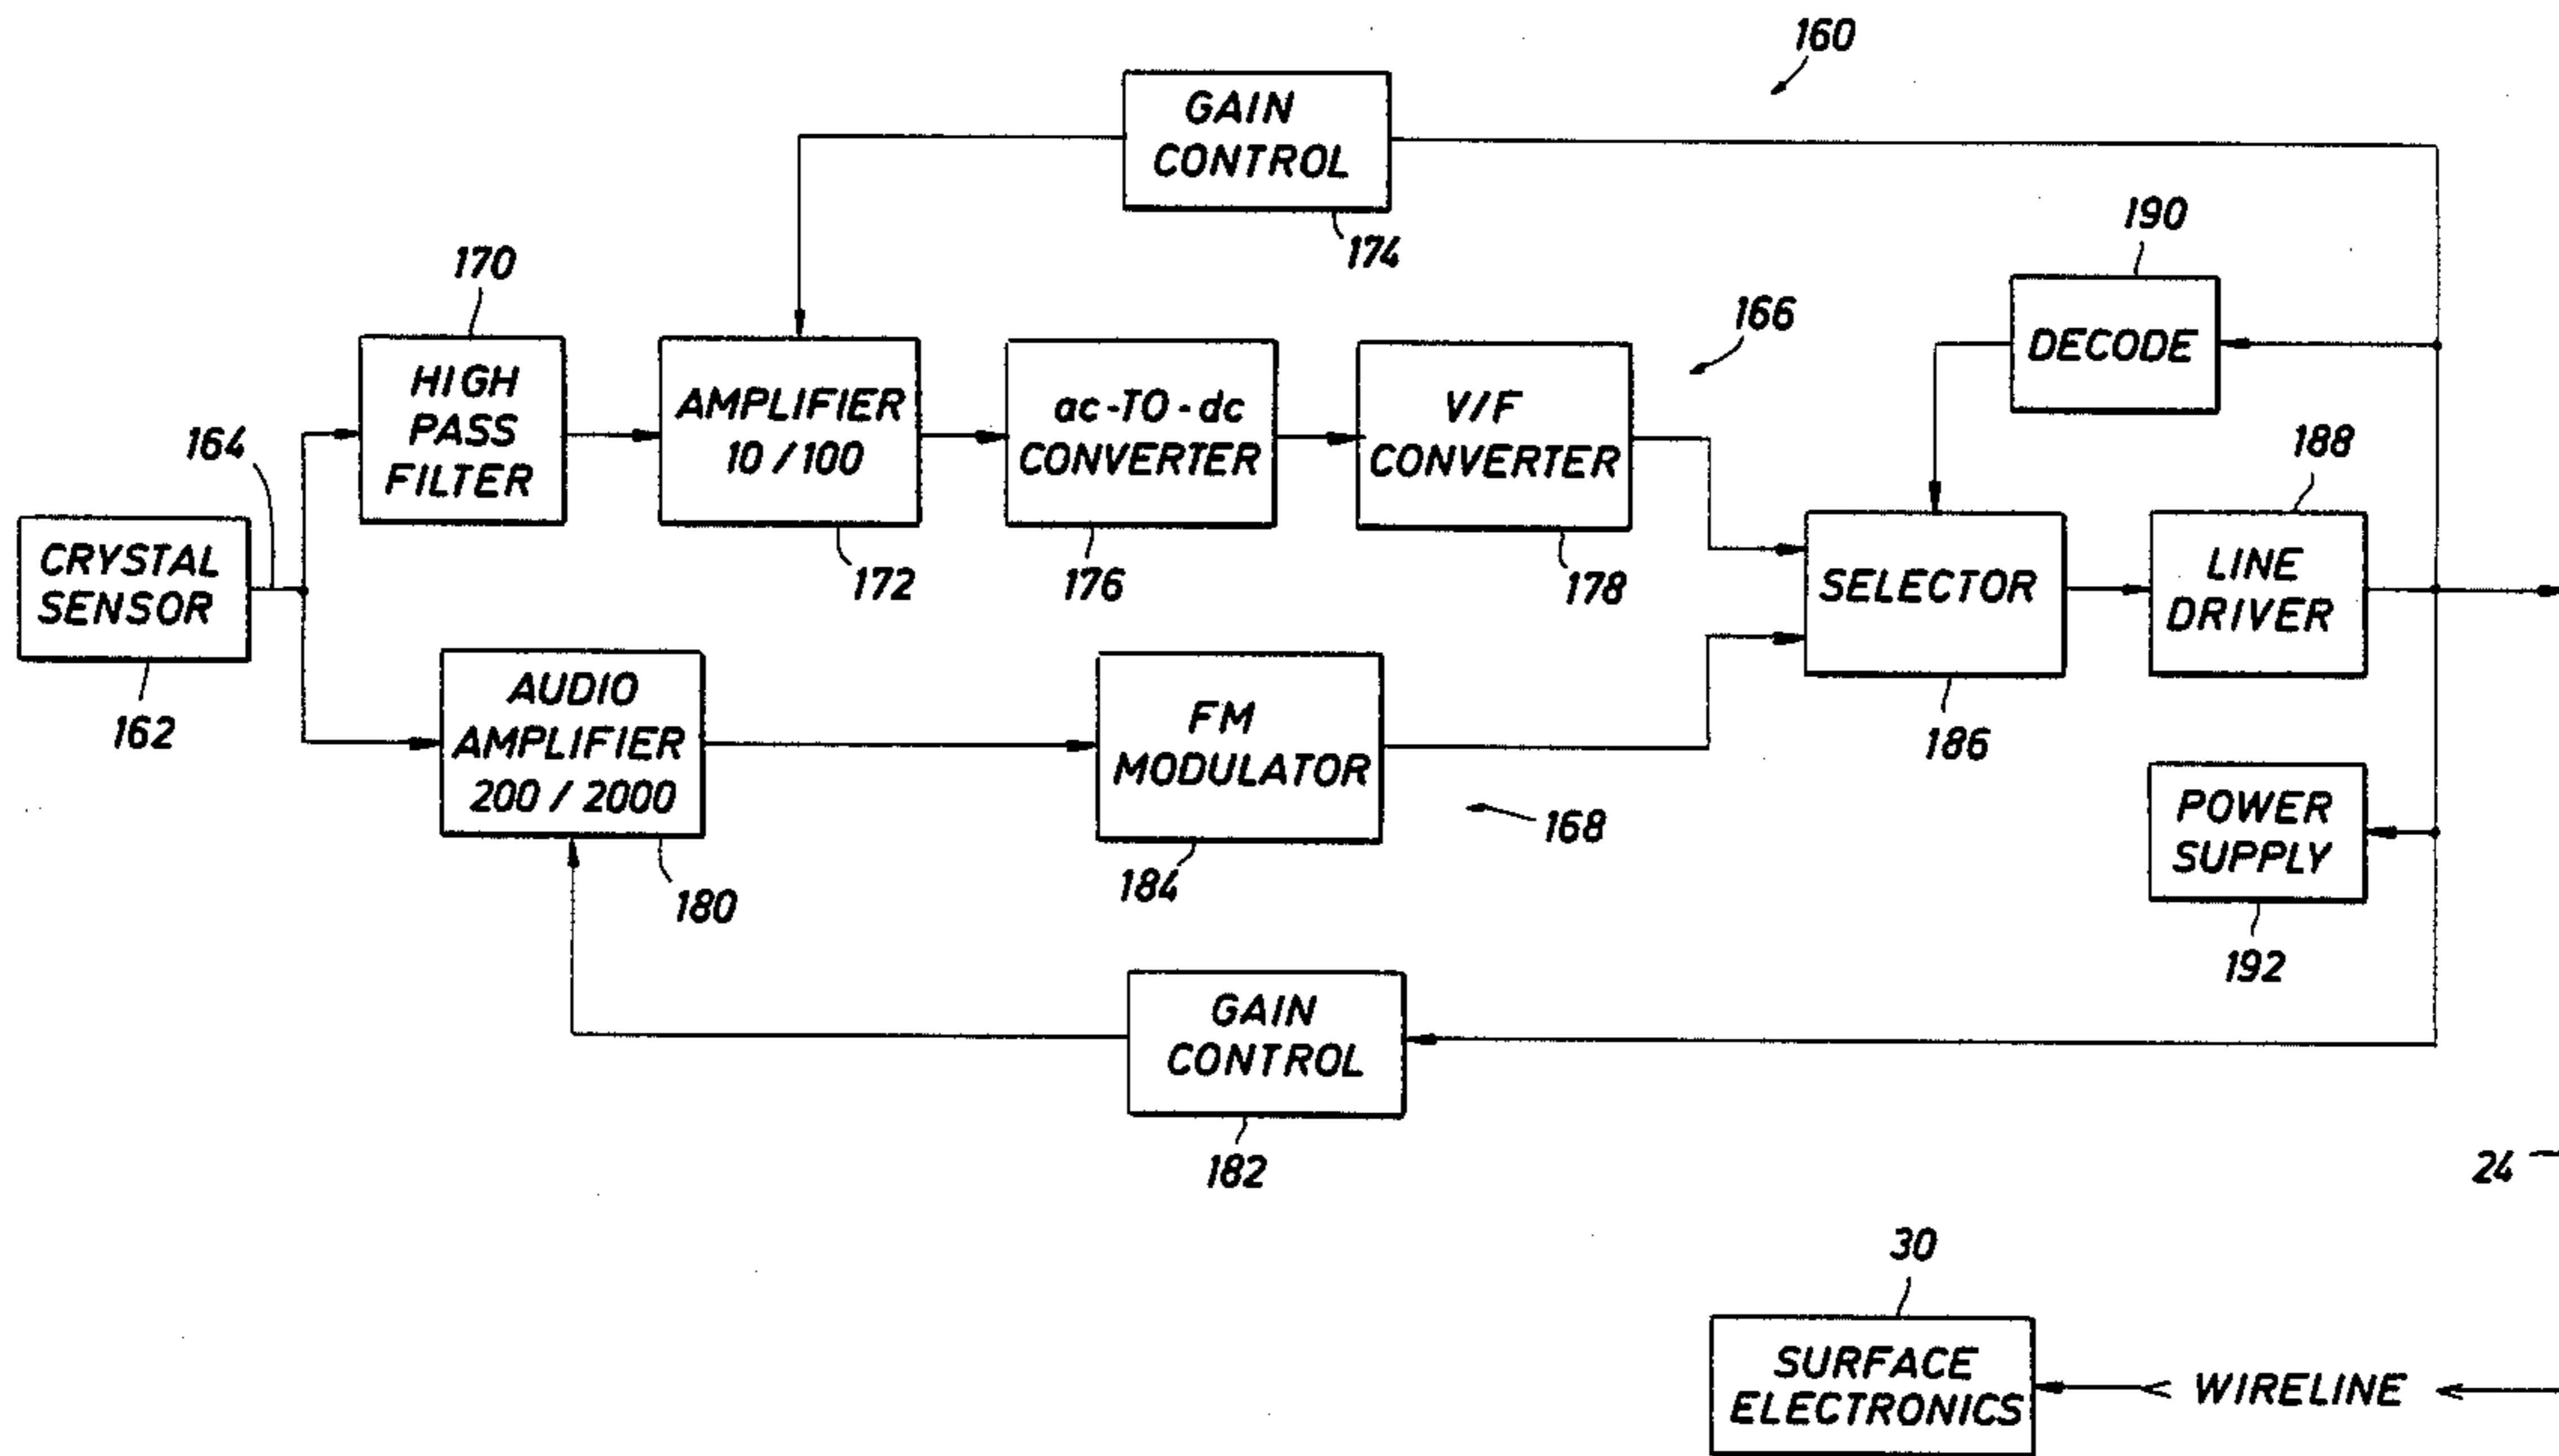 160
GAIN
CONTROL
174
190
DECODE
170
HIGH
PASS
FILTER
AMPLIFIER
10 / 100
172
ac-TO-dc
CONVERTER
176
V/F
CONVERTER
178
166
164
CRYSTAL
SENSOR
162
SELECTOR
186
188
LINE
DRIVER
AUDIO
AMPLIFIER
200 / 2000
180
FM
MODULATOR
184
168
POWER
SUPPLY
192
GAIN
CONTROL
182
24
30
SURFACE
ELECTRONICS
WIRELINE